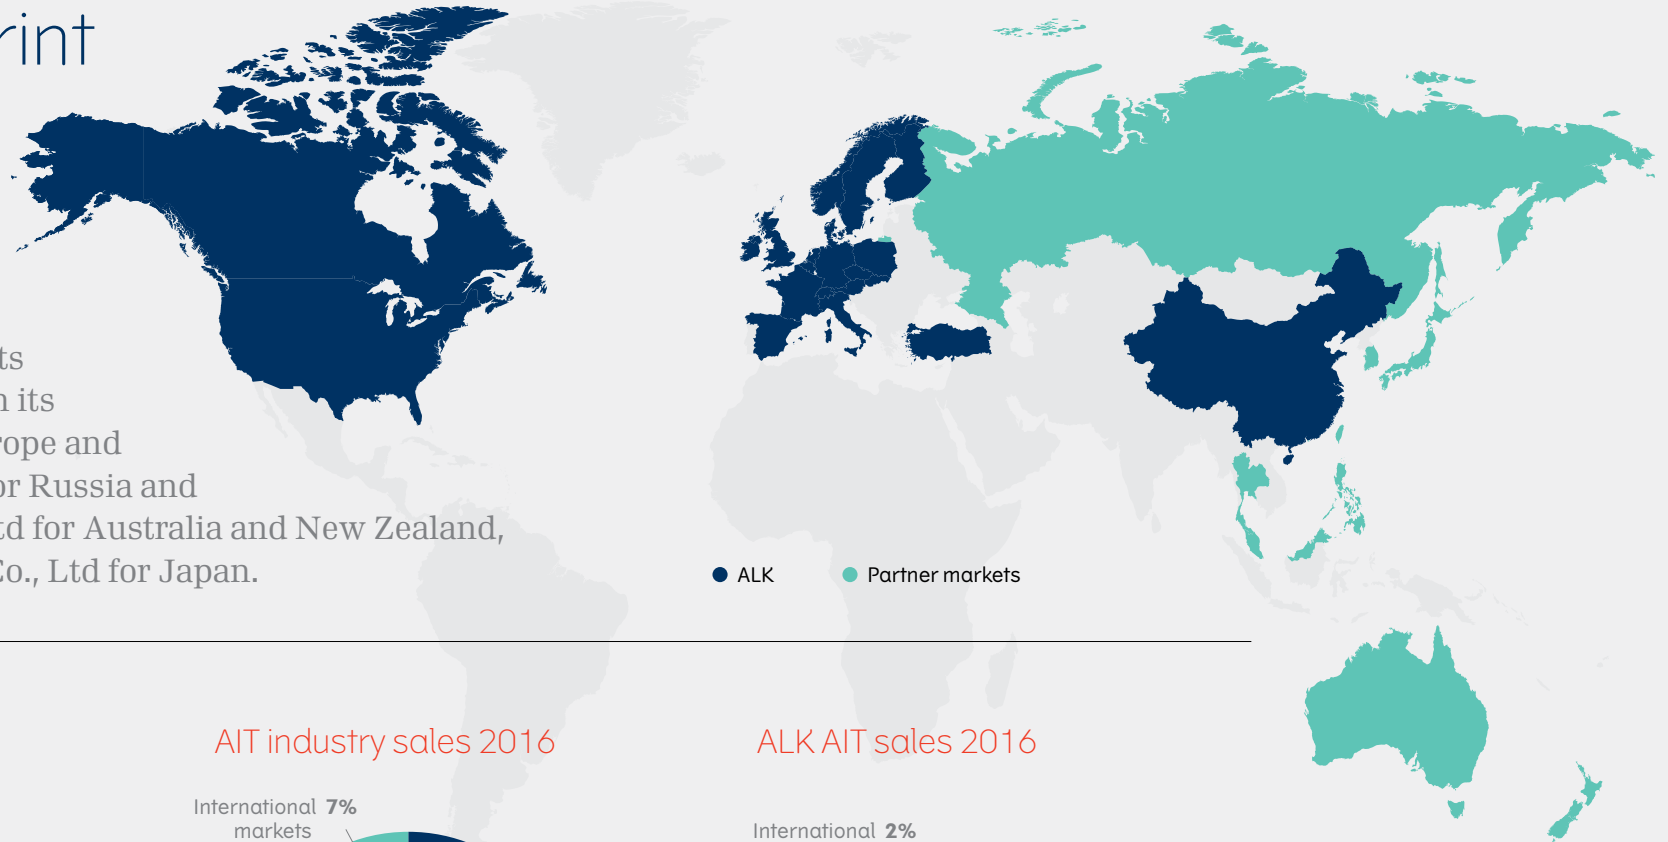 rint
ts
n its
rope and
or Russia and
td for Australia and New Zealand,
Co., Ltd for Japan.
ALK
Partner markets
AIT industry sales 2016
ALK AIT sales 2016
International 7%
markets
International 2%